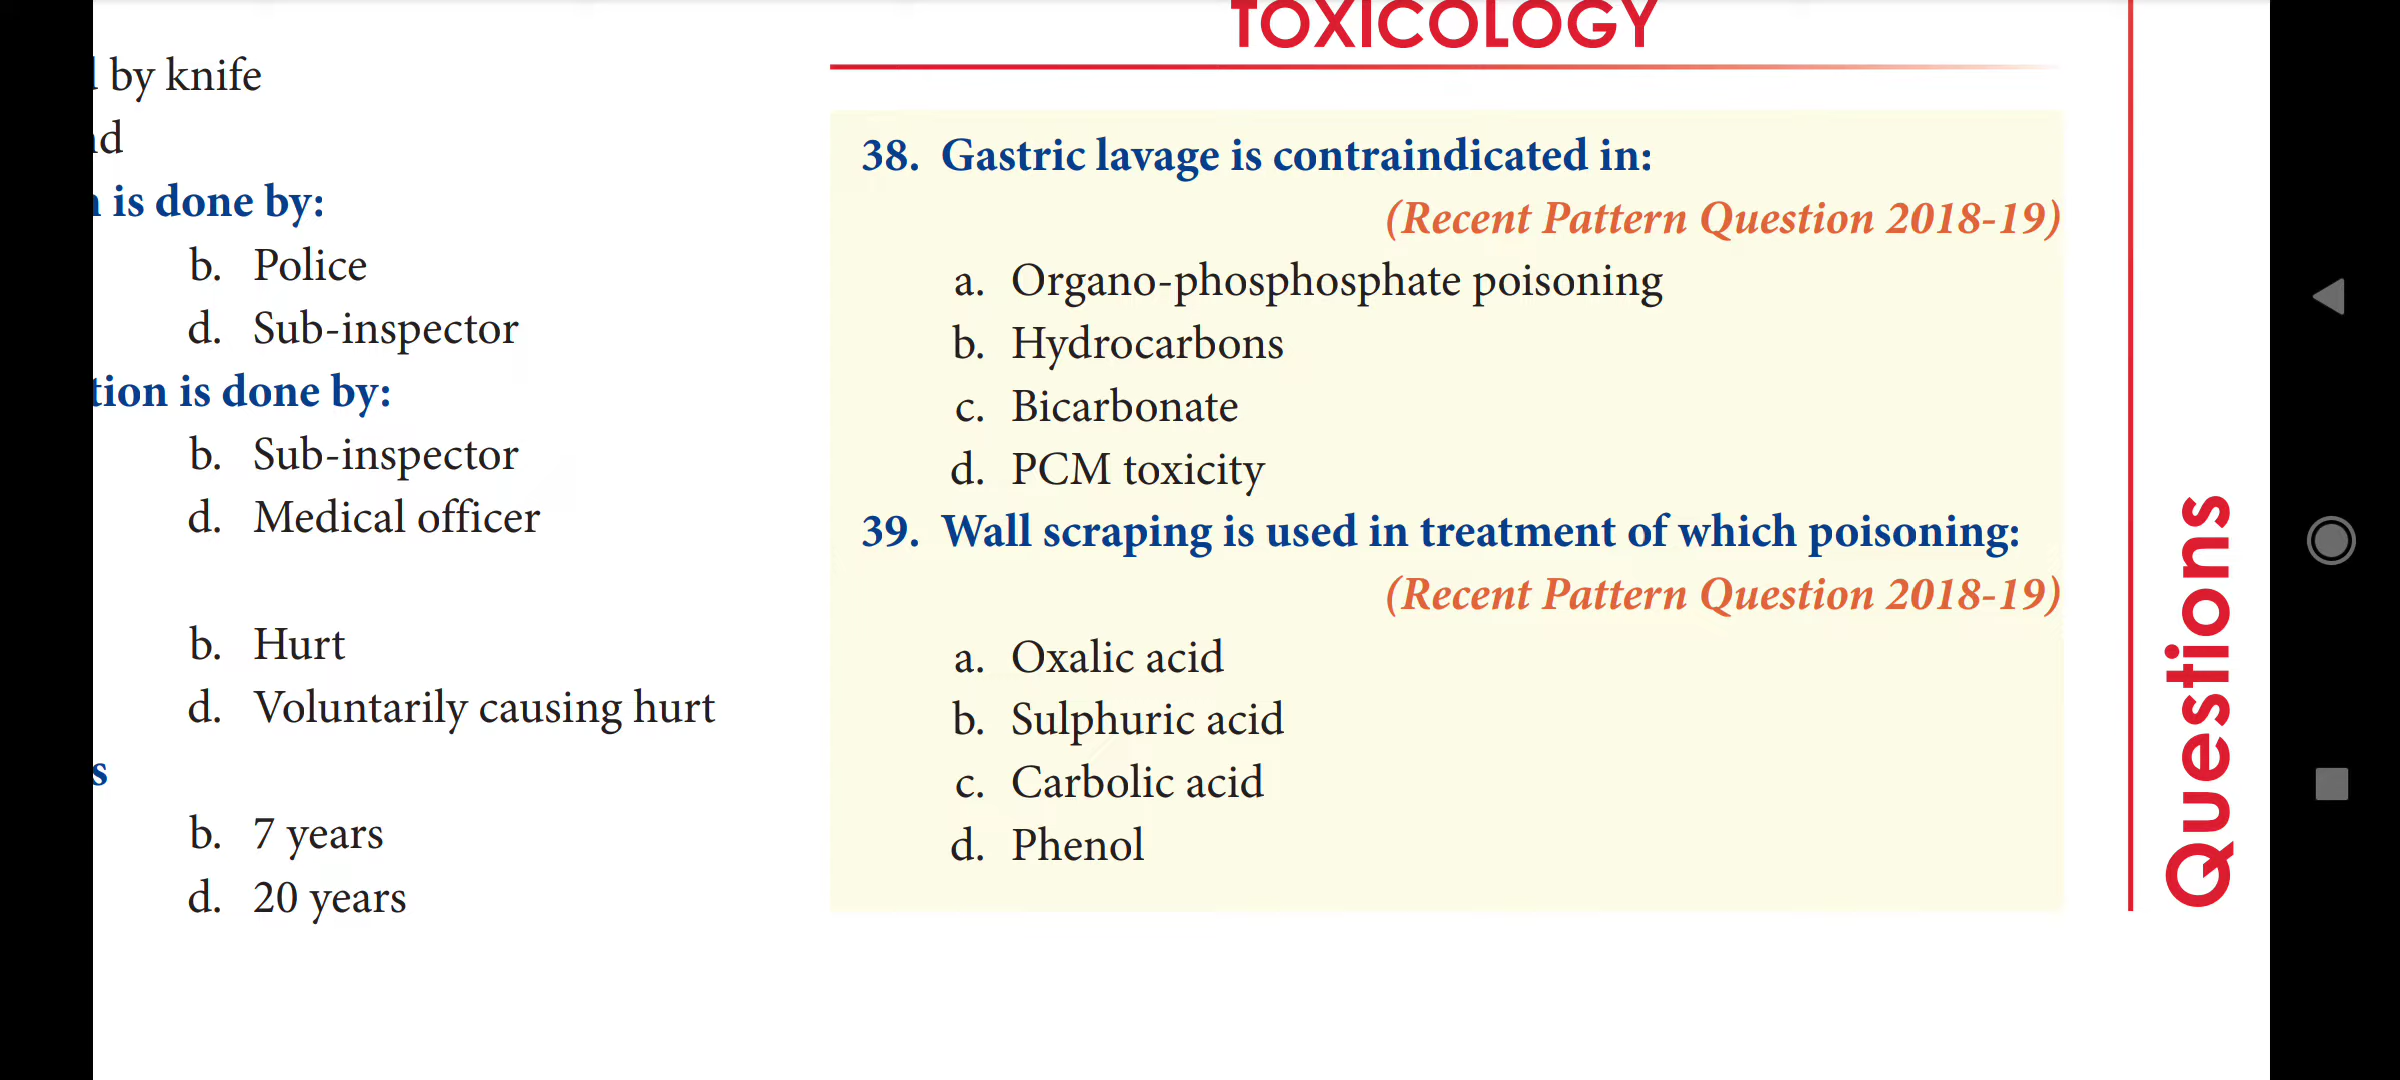 by knife
is done by:
b. Police
d. Sub-inspector
tion is done by:
b. Sub-inspector
d. Medical officer
b. Hurt
d. Voluntarily causing hurt
s
b. 7 years
d. 20 years
TOXICOLOGY
38. Gastric lavage is contraindicated in:
(Recent Pattern Question 2018-19)
a. Organo-phosphosphate poisoning
b. Hydrocarbons
c. Bicarbonate
d. PCM toxicity
39. Wall scraping is used in treatment of which poisoning:
(Recent Pattern Question 2018-19)
a. Oxalic acid
b. Sulphuric acid
c. Carbolic acid
d. Phenol
Questions